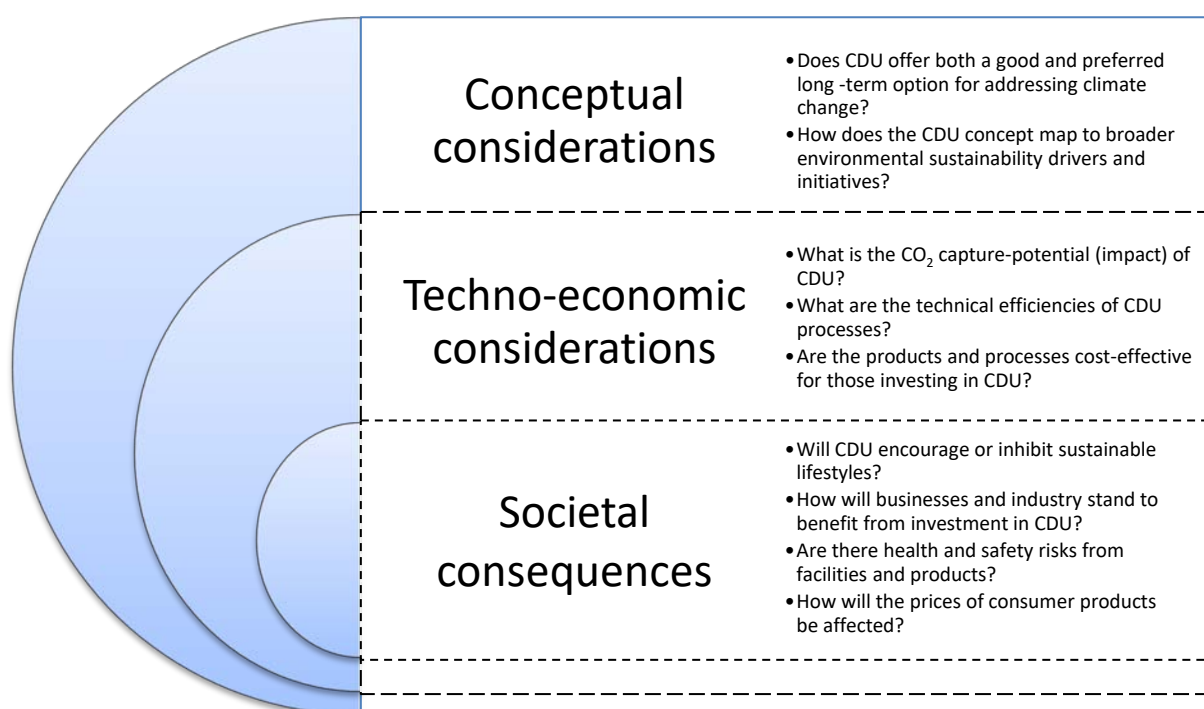 Conceptual
considerations
•Does CDU offer both a good and preferred
long -term option for addressing climate
change?
•How does the CDU concept map to broader
environmental sustainability drivers and
initiatives?
Techno-economic
considerations
•What is the CO₂ capture-potential (impact) of
CDU?
•What are the technical efficiencies of CDU
processes?
•Are the products and processes cost-effective
for those investing in CDU?
Societal
consequences
•Will CDU encourage or inhibit sustainable
lifestyles?
•How will businesses and industry stand to
benefit from investment in CDU?
•Are there health and safety risks from
facilities and products?
•How will the prices of consumer products
be affected?